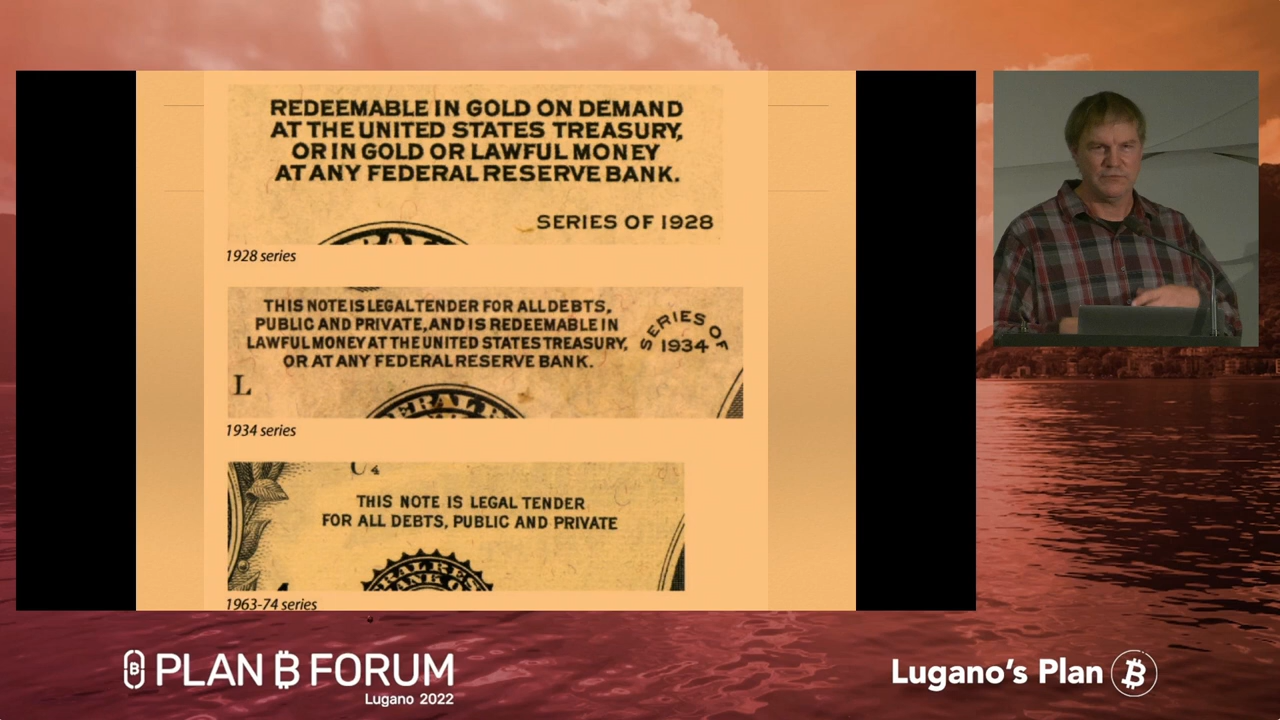 REDEEMABLE IN GOLD ON DEMAND
AT THE UNITED STATES TREASURY,
OR IN GOLD OR LAWFUL MONEY
AT ANY FEDERAL RESERVE BANK.
SERIES OF 1928
1928 series
THIS NOTE IS LEGAL TENDER FOR ALL DEBTS,
PUBLIC AND PRIVATE, AND IS REDEEMABLE IN
LAWFUL MONEY AT THE UNITED STATES TREASURY,
OR AT ANY FEDERAL RESERVE BANK.
SERIES OF
1934
L
1934 series
THIS NOTE IS LEGAL TENDER
FOR ALL DEBTS, PUBLIC AND PRIVATE
1963-74 series
PLAN ₿ FORUM
Lugano 2022
Lugano's Plan ₿